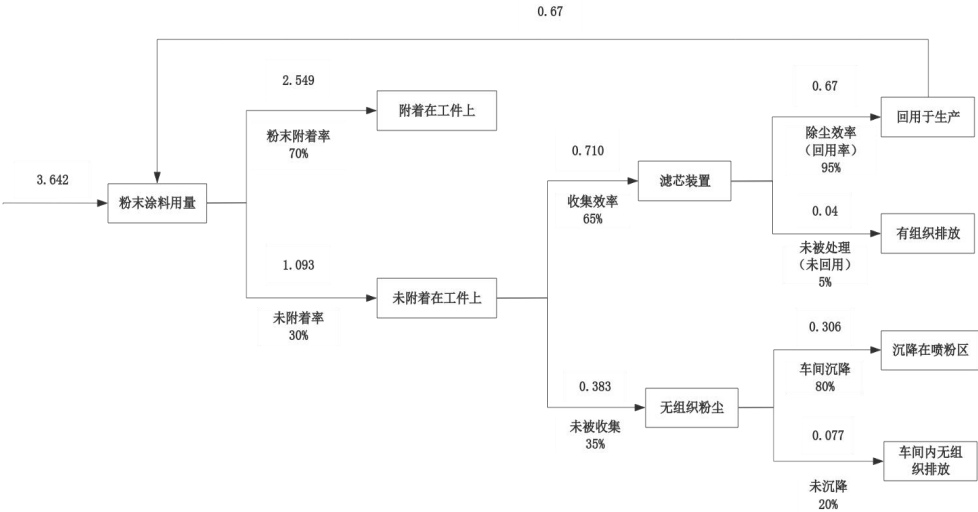 0.67
3.642
粉末涂料用量
2.549
粉末附着率
70%
附着在工件上
1.093
未附着率
30%
未附着在工件上
0.710
收集效率
65%
滤芯装置
0.67
除尘效率
（回用率）
95%
回用于生产
0.04
未被处理
（未回用）
5%
有组织排放
0.383
未被收集
35%
无组织粉尘
0.306
车间沉降
80%
沉降在喷粉区
0.077
未沉降
20%
车间内无组
织排放